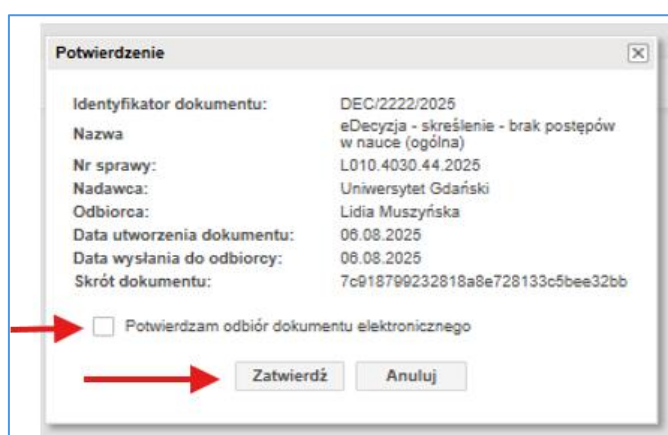 Potwierdzenie
Identyfikator dokumentu: DEC/2222/2025
Nazwa eDecyzja - skreślenie - brak postępów
w nauce (ogólna)
Nr sprawy: L010.4030.44.2025
Nadawca: Uniwersytet Gdański
Odbiorca: Lidia Muszyńska
Data utworzenia dokumentu: 06.08.2025
Data wysłania do odbiorcy: 06.08.2025
Skrót dokumentu: 7c918799232818a8e728133c5bee32bb
Potwierdzam odbiór dokumentu elektronicznego
Zatwierdź Anuluj